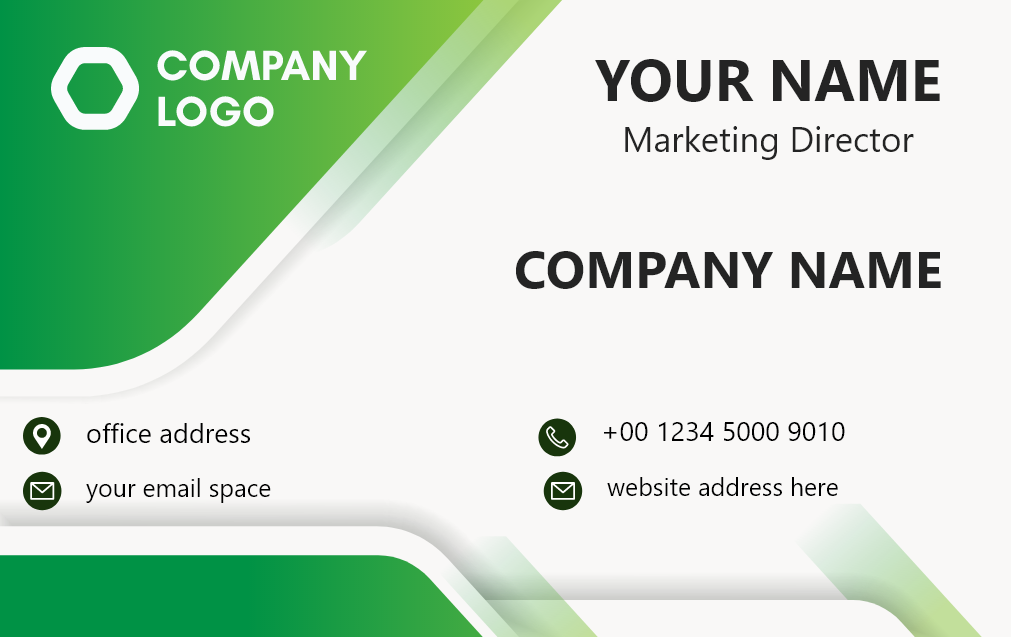 COMPANY
LOGO
YOUR NAME
Marketing Director
COMPANY NAME
office address
+00 1234 5000 9010
your email space
website address here